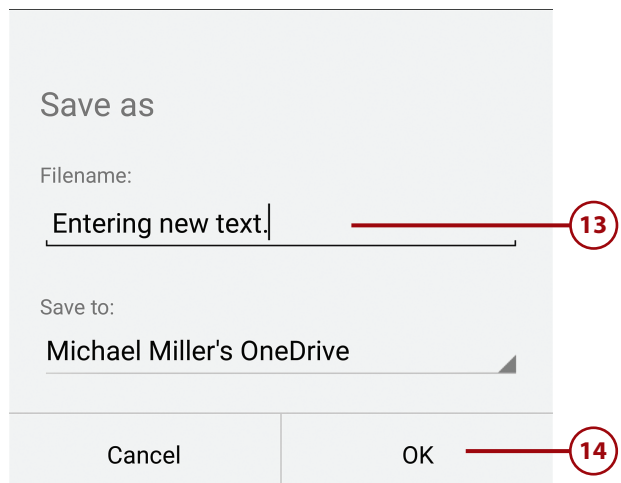 Save as
Filename:
Entering new text.
13
Save to:
Michael Miller's OneDrive
Cancel
OK
14